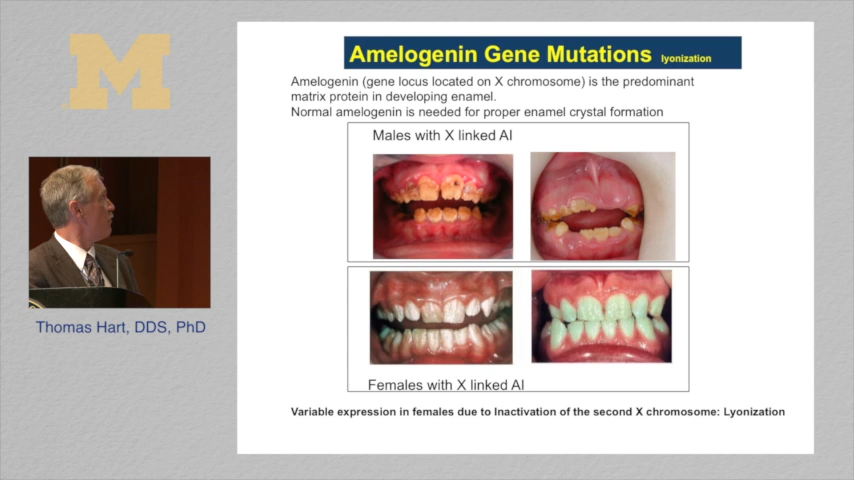 M
Thomas Hart, DDS, PhD
Amelogenin Gene Mutations lyonization
Amelogenin (gene locus located on X chromosome) is the predominant
matrix protein in developing enamel.
Normal amelogenin is needed for proper enamel crystal formation
Males with X linked AI
Females with X linked AI
Variable expression in females due to Inactivation of the second X chromosome: Lyonization